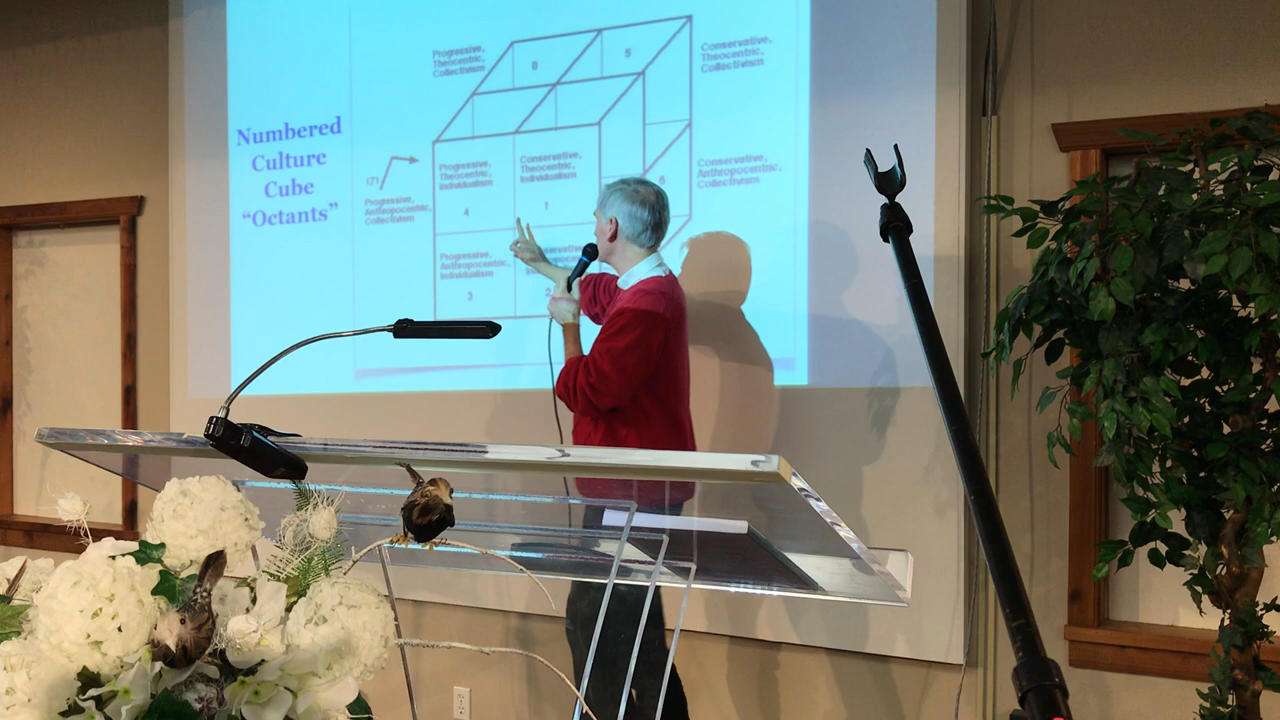 Numbered
Culture
Cube
“Octants”
Progressive,
Theocentric,
Collectivism
8
5
Conservative,
Theocentric,
Collectivism
(7)
Progressive,
Anthropocentric,
Collectivism
Progressive,
Theocentric,
Individualism
4
Conservative,
Theocentric,
Individualism
1
6
Conservative,
Anthropocentric,
Collectivism
Progressive,
Anthropocentric,
Individualism
3
2